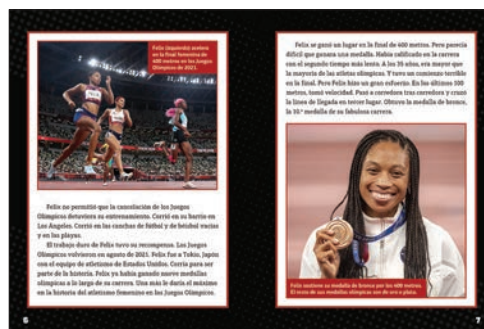 Felix (izquierda) aceleró
en la final femenina de
400 metros en los Juegos
Olímpicos de 2021.
Felix no permitió que la cancelación de los Juegos
Olímpicos detuviera su entrenamiento. Corrió en su barrio en
Los Angeles. Corrió en las canchas de fútbol y de béisbol vacías
y en las playas.
El trabajo duro de Felix tuvo su recompensa. Los Juegos
Olímpicos volvieron en agosto de 2021. Felix fue a Tokio, Japón
con el equipo de atletismo de Estados Unidos. Corría para ser
parte de la historia. Felix ya había ganado nueve medallas
olímpicas a lo largo de su carrera. Una más le daría el máximo
en la historia del atletismo femenino en los Juegos Olímpicos.
6
Felix se ganó un lugar en la final de 400 metros. Pero parecía
difícil que ganara una medalla. Había calificado en la carrera
con el segundo tiempo más lento. A los 35 años, era mayor que
la mayoría de las atletas olímpicas. Y tuvo un comienzo terrible
en la final. Pero Felix hizo un gran esfuerzo. En los últimos 100
metros, tomó velocidad. Pasó a corredora tras corredora y cruzó
la línea de llegada en tercer lugar. Obtuvo la medalla de bronce,
la 10.ª medalla de su fabulosa carrera.
Felix sostiene su medalla de bronce por los 400 metros.
El resto de sus medallas olímpicas son de oro o plata.
7